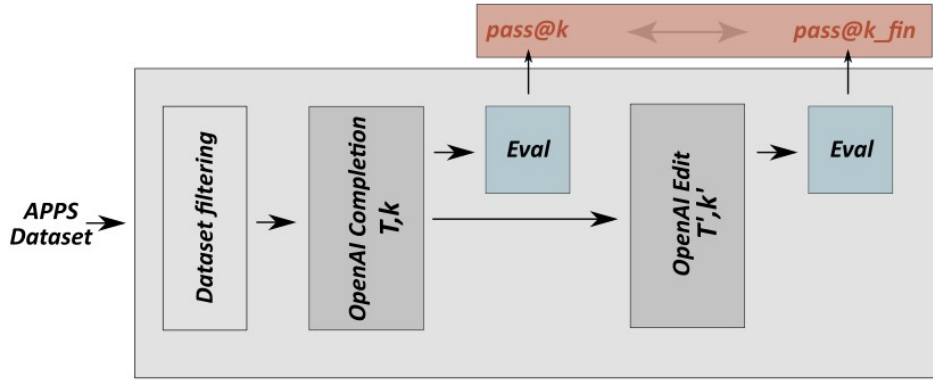 pass@k
pass@k_fin
APPS
Dataset
Dataset filtering
OpenAI Completion
T,k
Eval
OpenAI Edit
T',k'
Eval